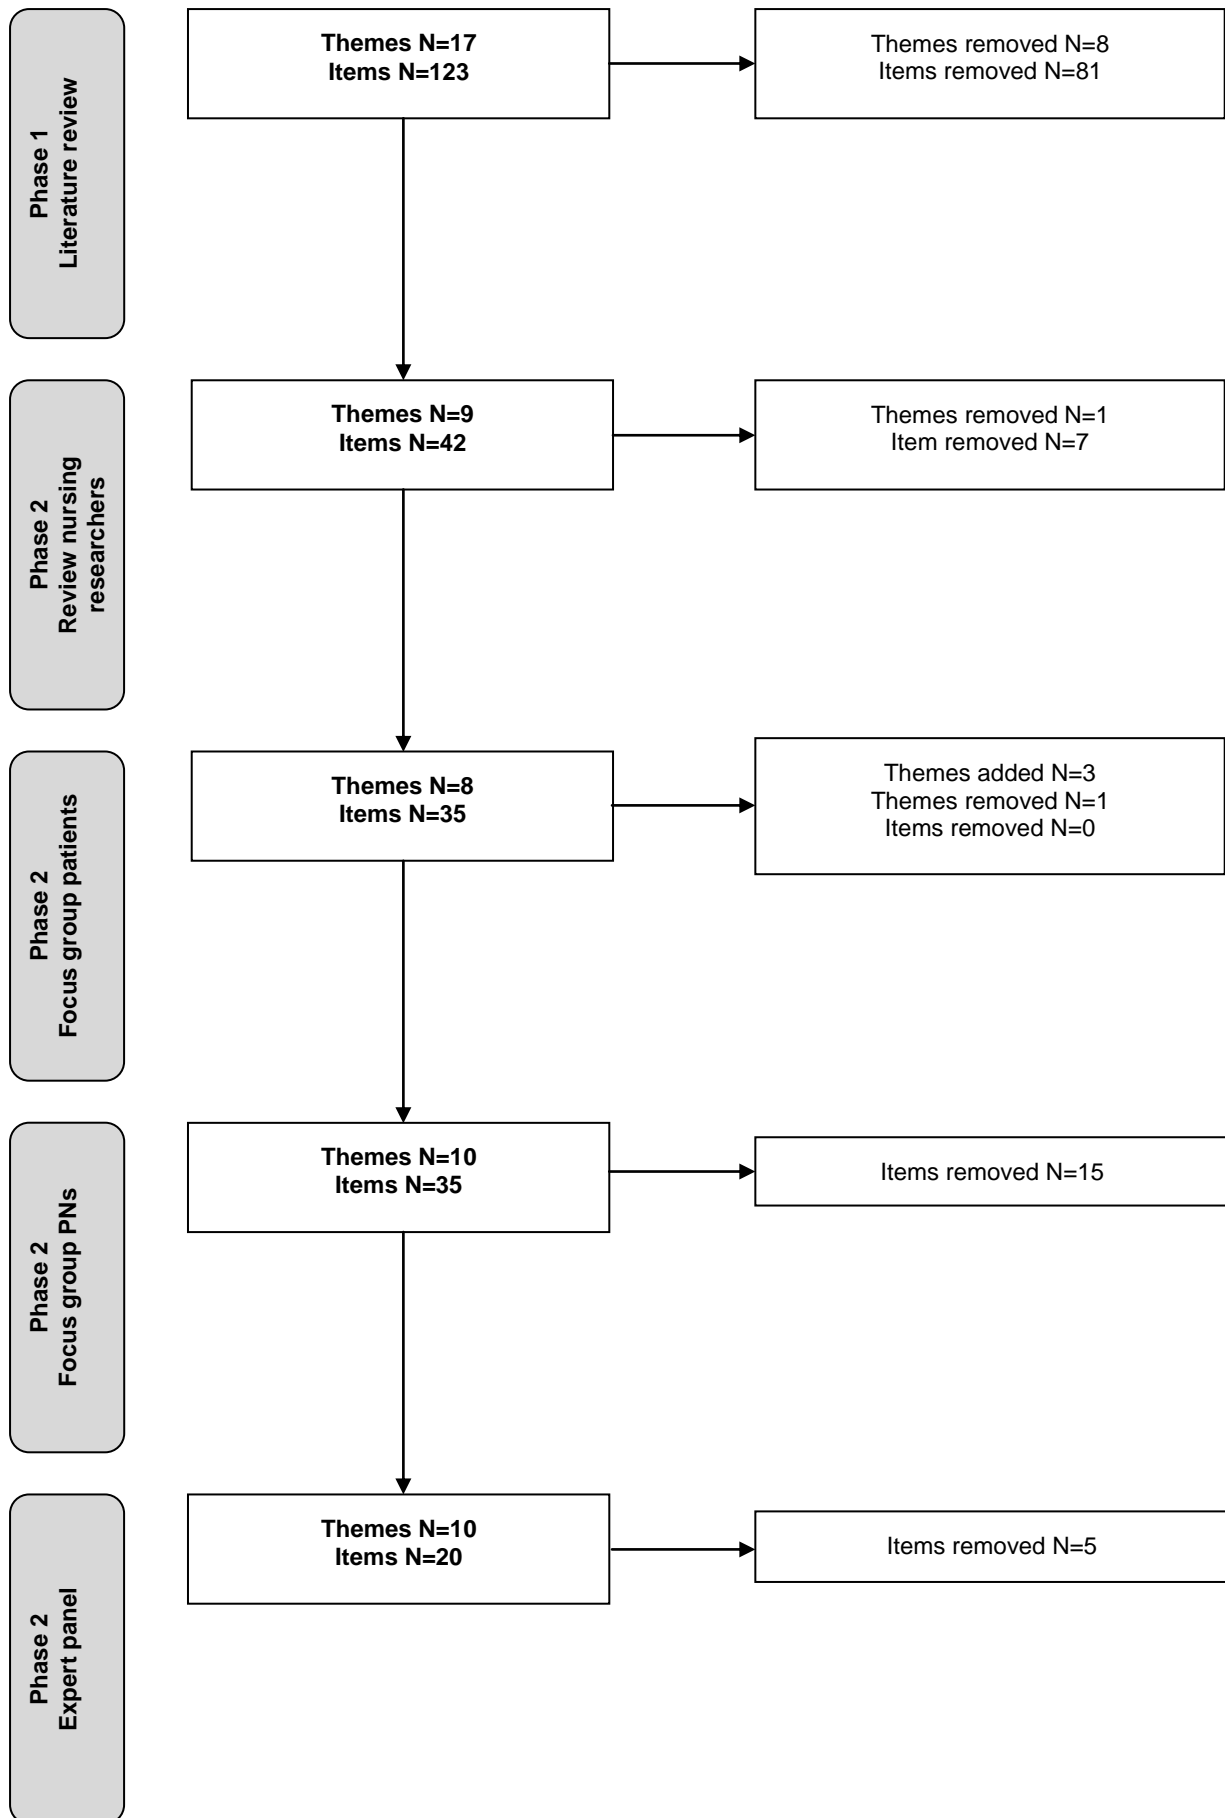 Phase 1
Literature review
Themes N=17
Items N=123
Themes removed N=8
Items removed N=81
Phase 2
Review nursing
researchers
Themes N=9
Items N=42
Themes removed N=1
Item removed N=7
Phase 2
Focus group patients
Themes N=8
Items N=35
Themes added N=3
Themes removed N=1
Items removed N=0
Phase 2
Focus group PNs
Themes N=10
Items N=35
Items removed N=15
Phase 2
Expert panel
Themes N=10
Items N=20
Items removed N=5